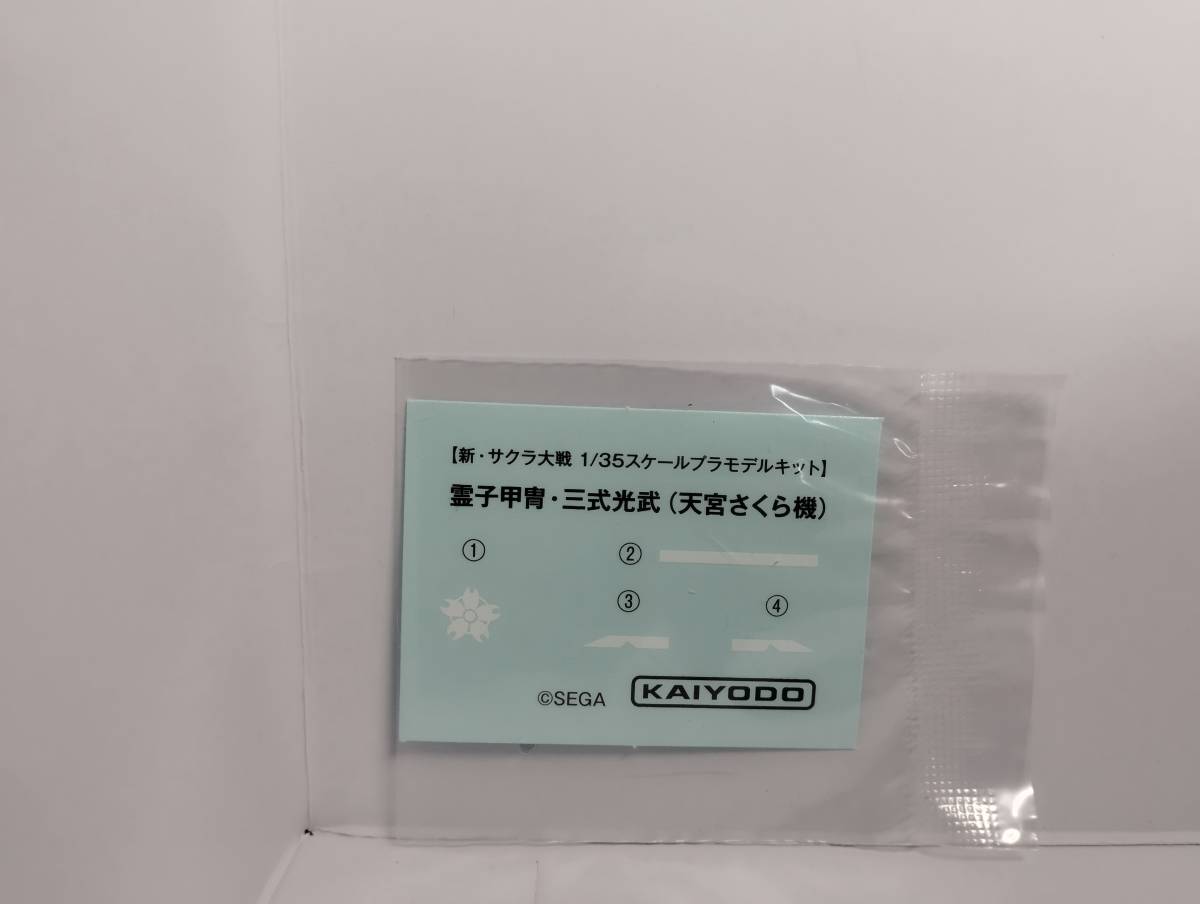 【新・サクラ大戦 1/35スケールプラモデルキット】
霊子甲冑・三式光武（天宮さくら機）
① ②
③ ④
©SEGA KAIYODO